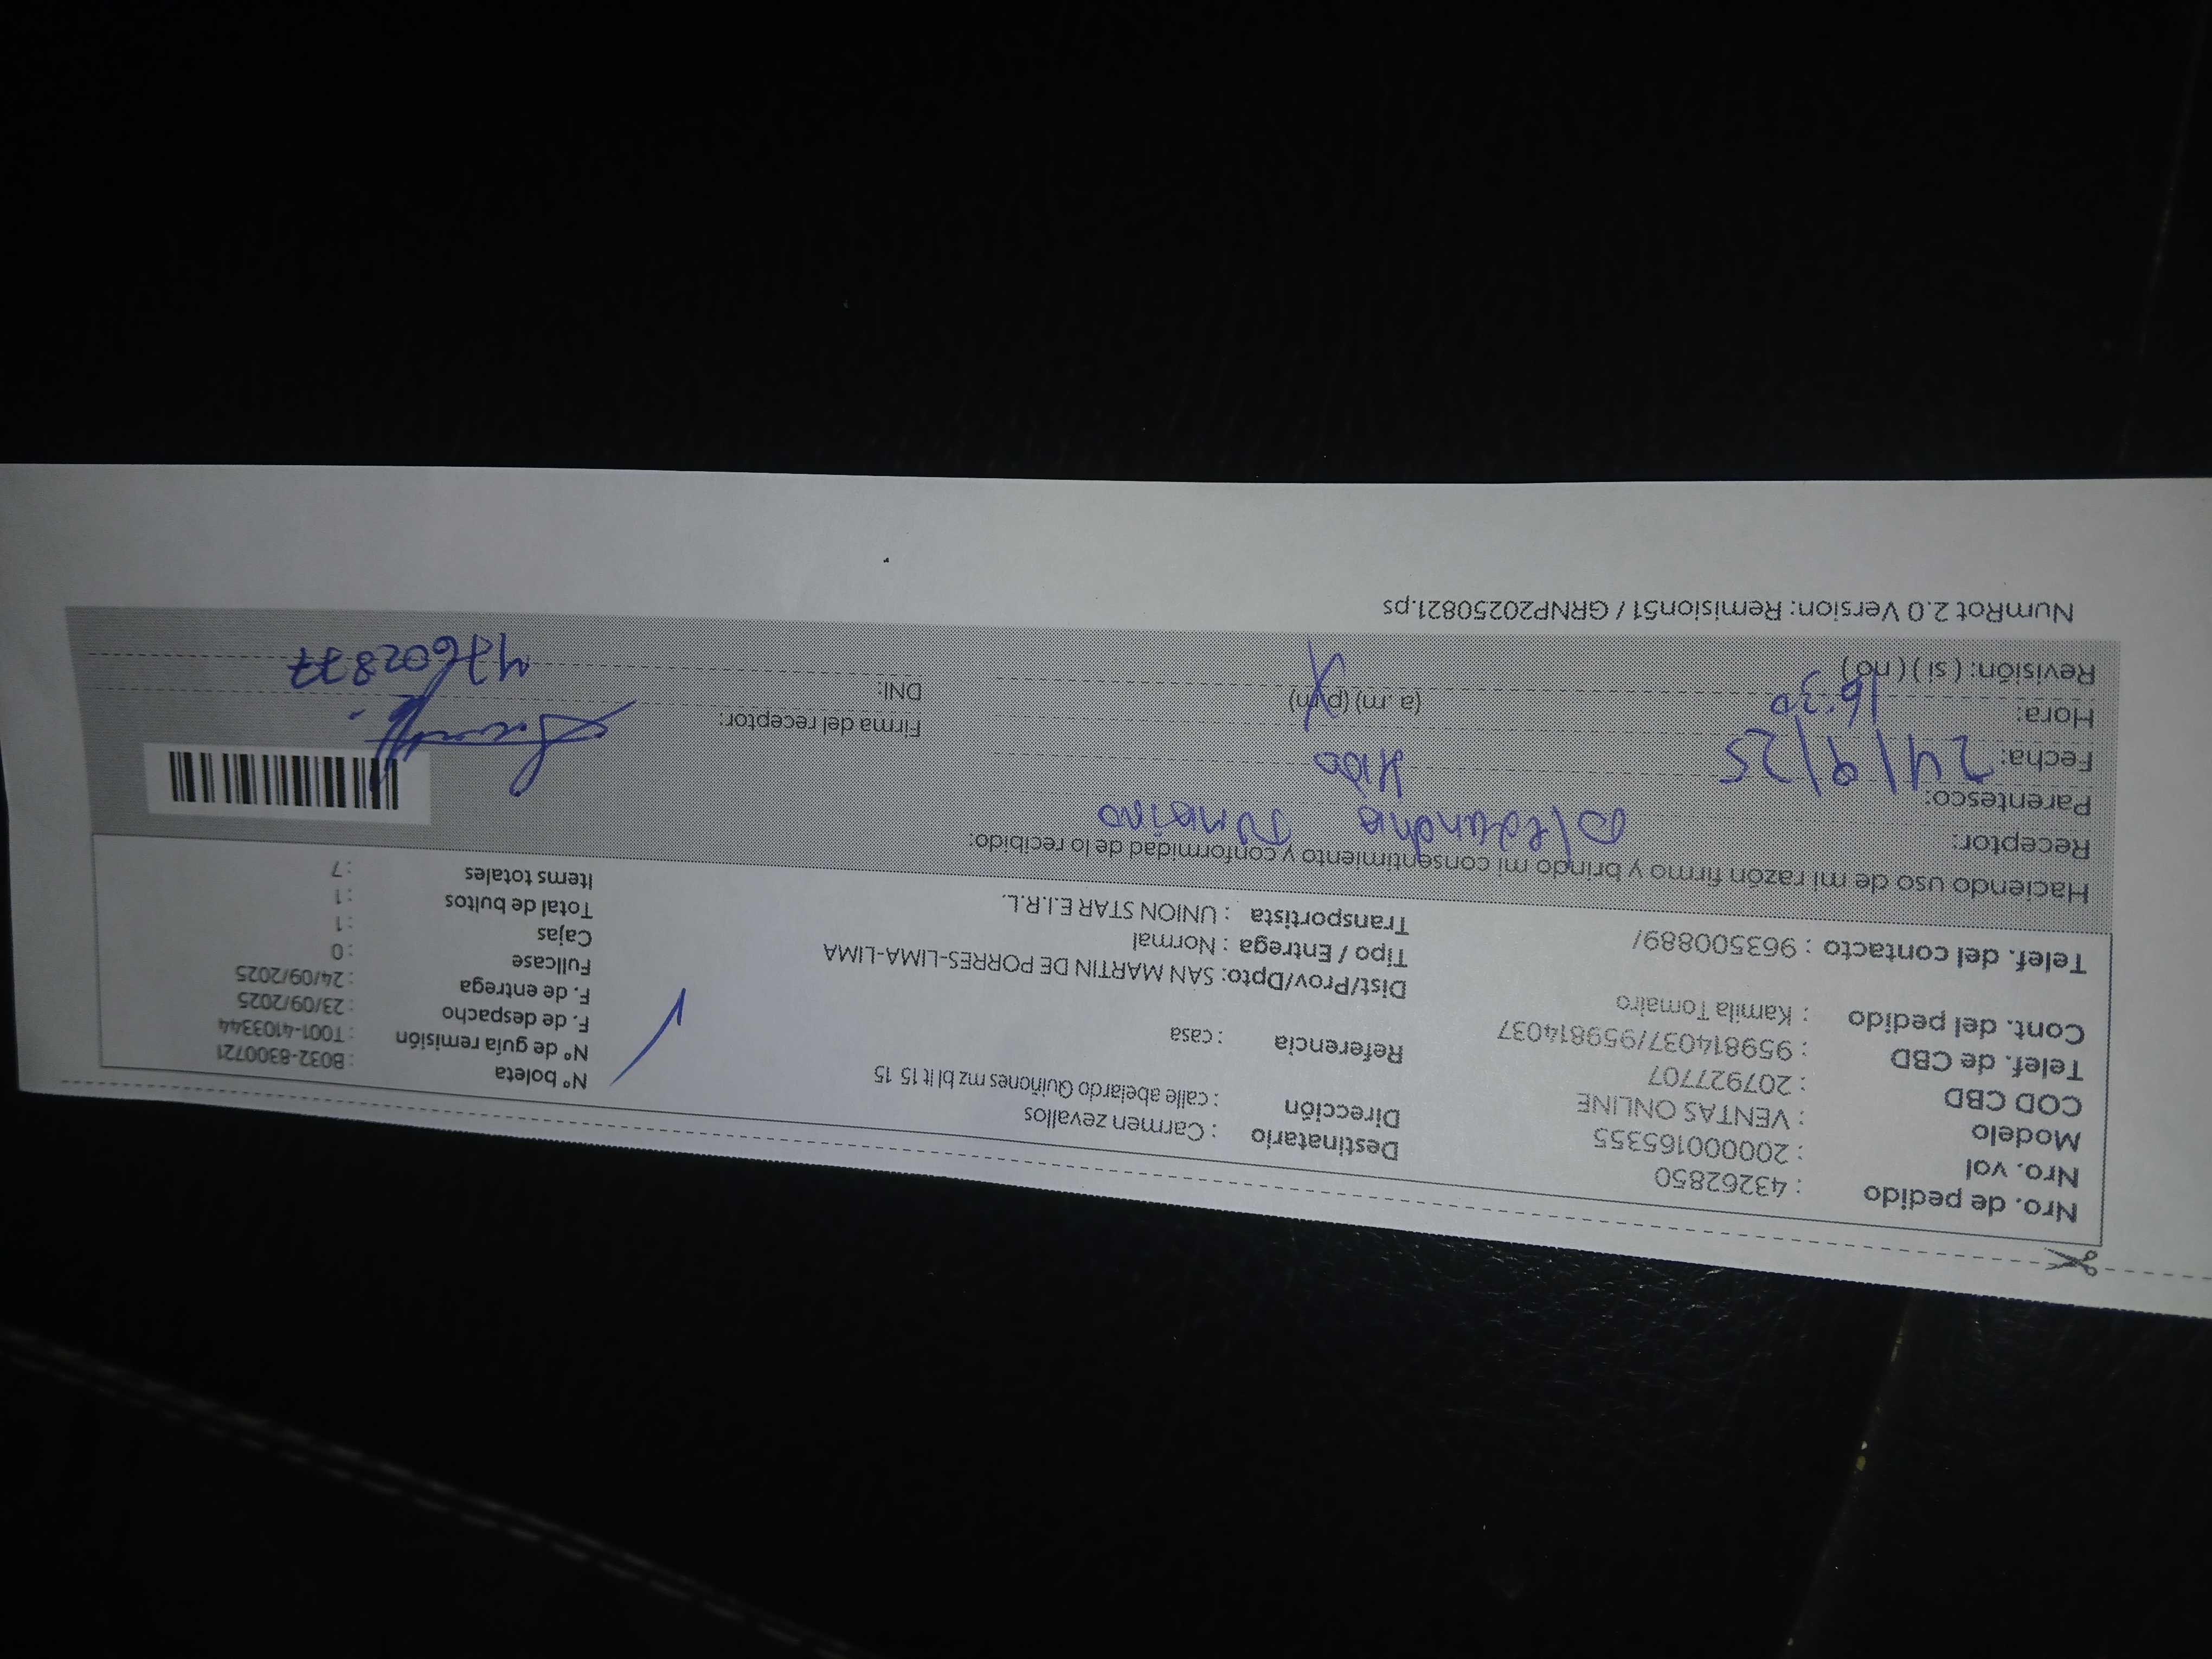 Nro. de pedido : 43262850
Nro. vol : 200000165355
Modelo : VENTAS ONLINE
COD CBD : 207927707
Telef. de CBD : 959814037/959814037
Cont. del pedido : Kamila Tomairo
Telef. del contacto : 963500889/
Destinatario : Carmen zevallos
Dirección : calle abelardo Quiñones mz bl lt 15 15
Referencia : casa
Dist/Prov/Dpto: SAN MARTIN DE PORRES-LIMA-LIMA
Tipo / Entrega : Normal
Transportista : UNION STAR E.I.R.L.
N° boleta : B032-8300721
N° de guía remisión : T001-4103344
F. de despacho : 23/09/2025
F. de entrega : 24/09/2025
Fullcase : 0
Cajas : 1
Total de bultos : 1
Items totales : 7
Haciendo uso de mi razón firmo y brindo mi consentimiento y conformidad de lo recibido:
Receptor:
Parentesco:
Fecha: 24/9/25
Hora: 16:30 (a .m) (p.m)
Revisión: ( si ) ( no )
Firma del receptor:
DNI: 47602877
NumRot 2.0 Version: Remision51 / GRNP20250821.ps